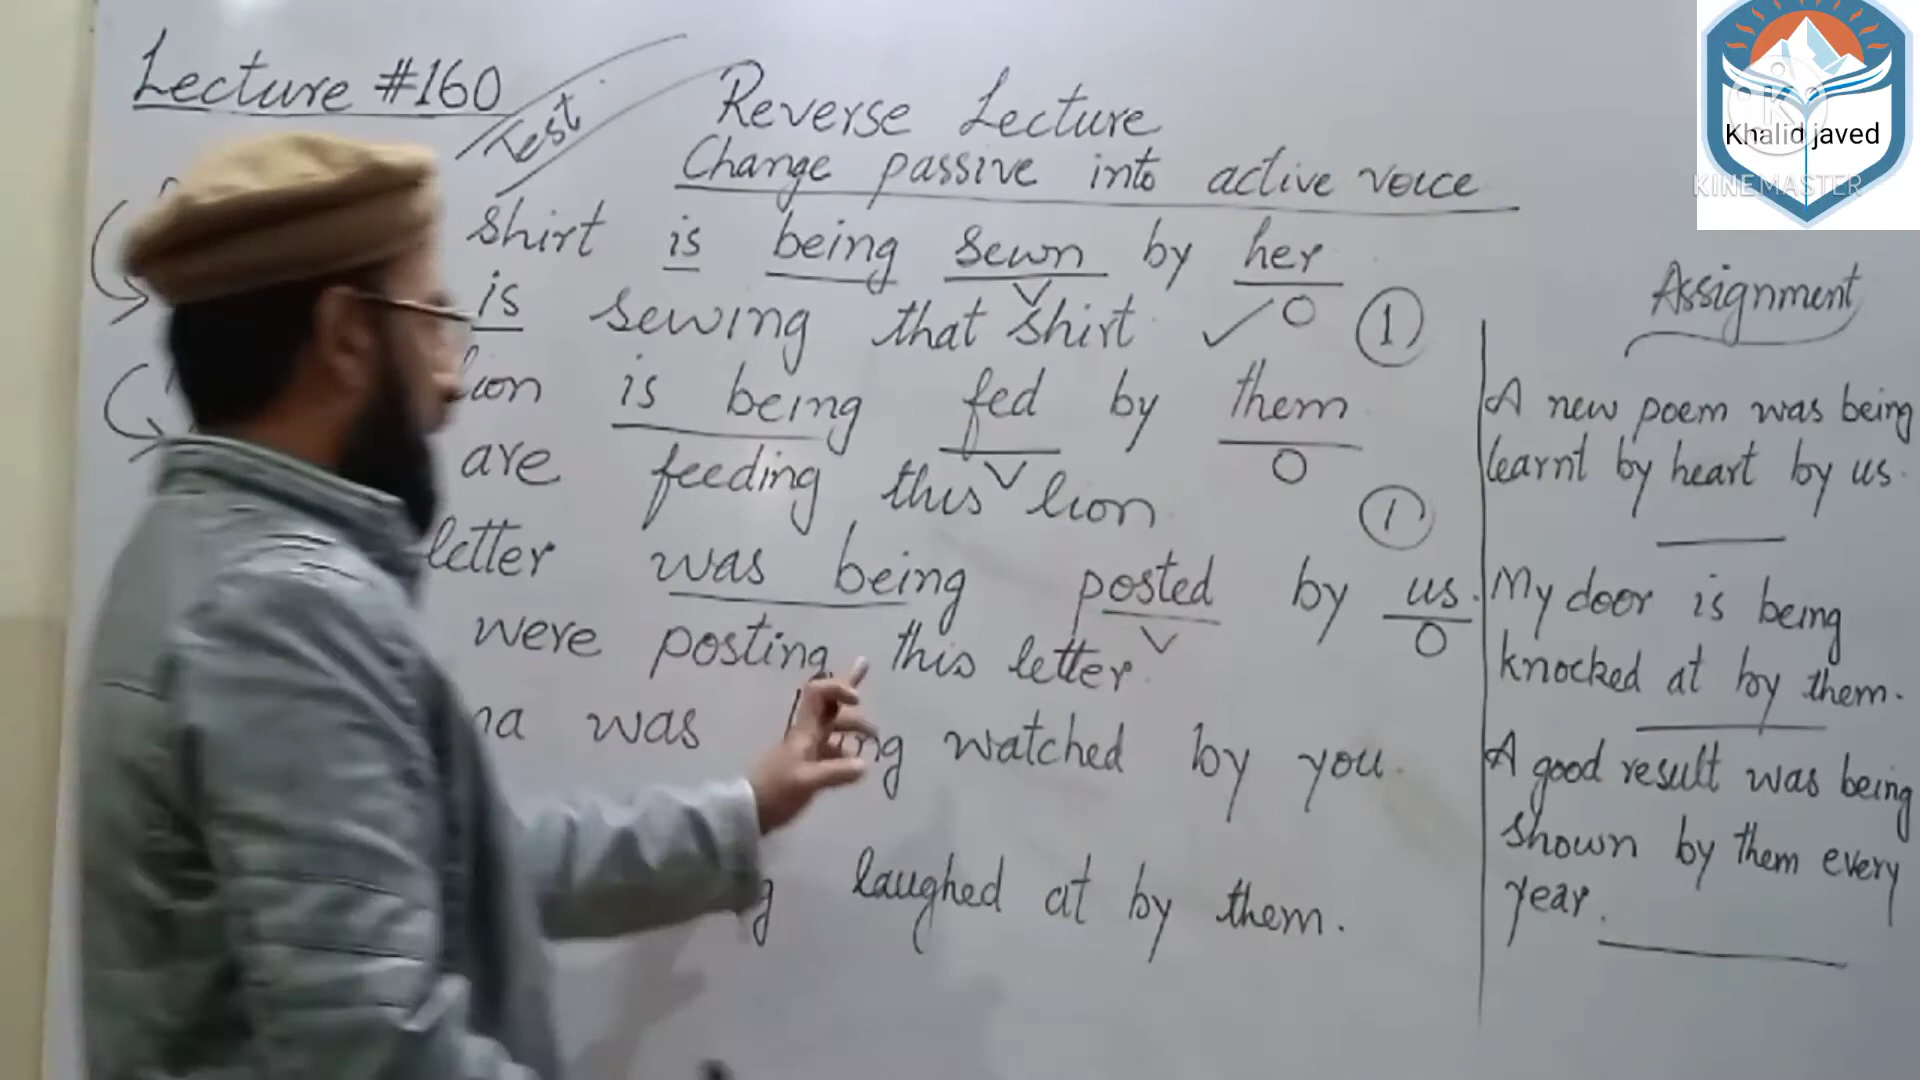 Lecture #160
Test
Reverse Lecture
Change passive into active voice
shirt is being sewn by her
is sewing that shirt ✓ O 1
lion is being fed by them
are feeding this lion O 1
letter was being posted by us.
were posting this letter. O
was watched by you.
laughed at by them.
Assignment
A new poem was being
learnt by heart by us.
My door is being
knocked at by them.
A good result was being
shown by them every
year.
Khalid javed
KINEMASTER